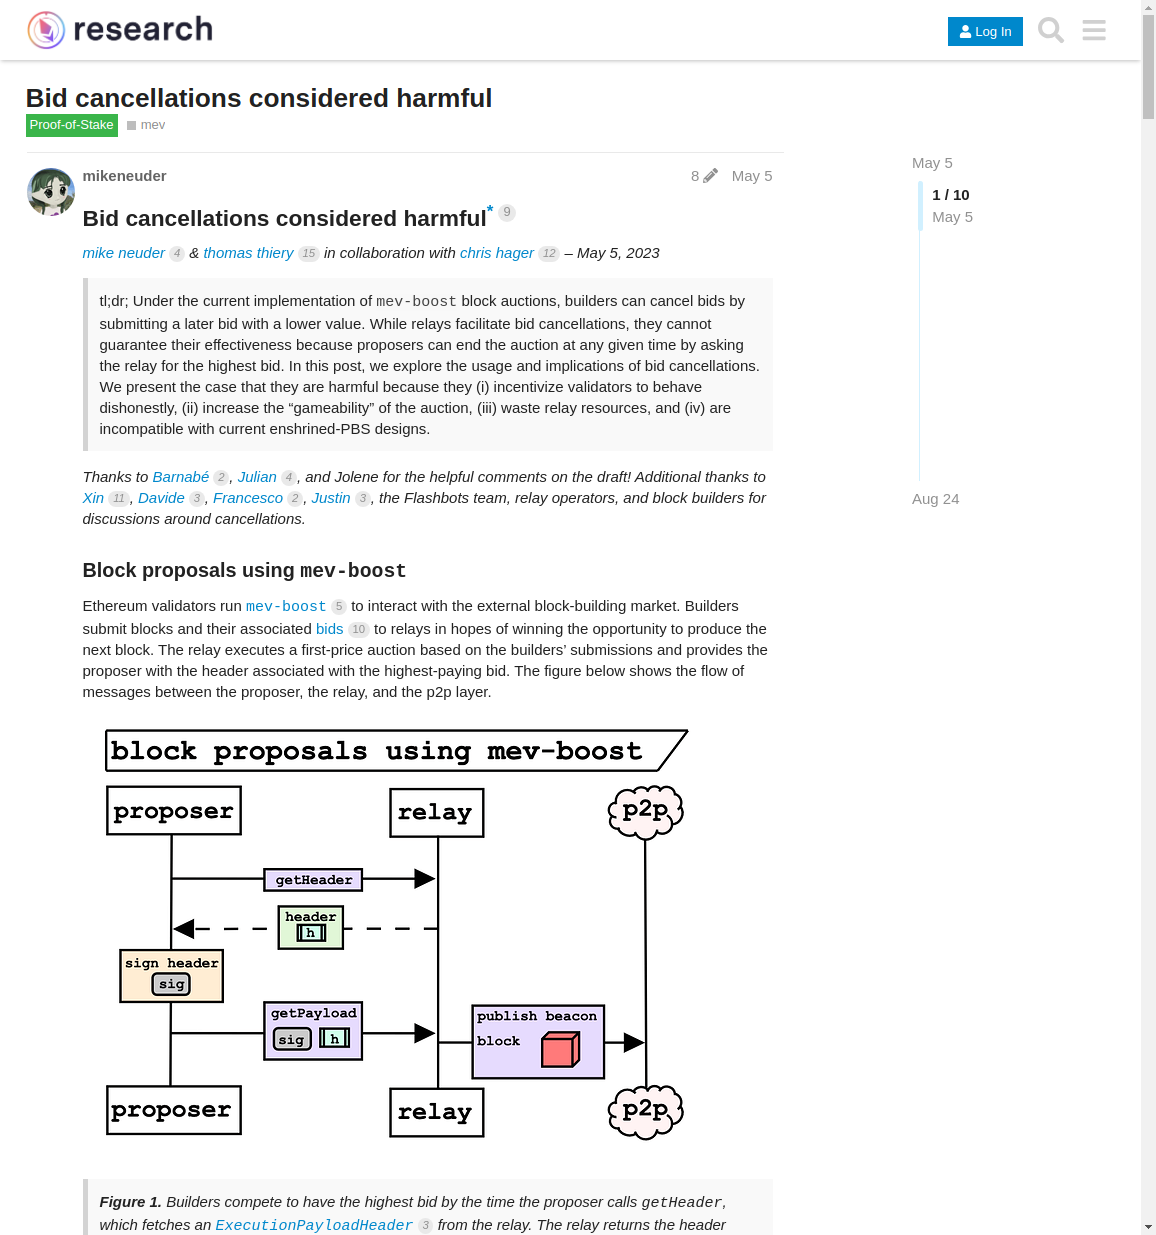 research
Log In
Bid cancellations considered harmful
Proof-of-Stake mev
mikeneuder 8 May 5
Bid cancellations considered harmful* 9
mike neuder 4 & thomas thiery 15 in collaboration with chris hager 12 – May 5, 2023
tl;dr; Under the current implementation of mev-boost block auctions, builders can cancel bids by
submitting a later bid with a lower value. While relays facilitate bid cancellations, they cannot
guarantee their effectiveness because proposers can end the auction at any given time by asking
the relay for the highest bid. In this post, we explore the usage and implications of bid cancellations.
We present the case that they are harmful because they (i) incentivize validators to behave
dishonestly, (ii) increase the “gameability” of the auction, (iii) waste relay resources, and (iv) are
incompatible with current enshrined-PBS designs.
Thanks to Barnabé 2, Julian 4, and Jolene for the helpful comments on the draft! Additional thanks to
Xin 11, Davide 3, Francesco 2, Justin 3, the Flashbots team, relay operators, and block builders for
discussions around cancellations.
Block proposals using mev-boost
Ethereum validators run mev-boost 5 to interact with the external block-building market. Builders
submit blocks and their associated bids 10 to relays in hopes of winning the opportunity to produce the
next block. The relay executes a first-price auction based on the builders’ submissions and provides the
proposer with the header associated with the highest-paying bid. The figure below shows the flow of
messages between the proposer, the relay, and the p2p layer.
block proposals using mev-boost
proposer relay p2p
getHeader
header
h
sign header
sig
getPayload
sig h
publish beacon
block
proposer relay p2p
Figure 1. Builders compete to have the highest bid by the time the proposer calls getHeader,
which fetches an ExecutionPayloadHeader 3 from the relay. The relay returns the header
May 5
1 / 10
May 5
Aug 24